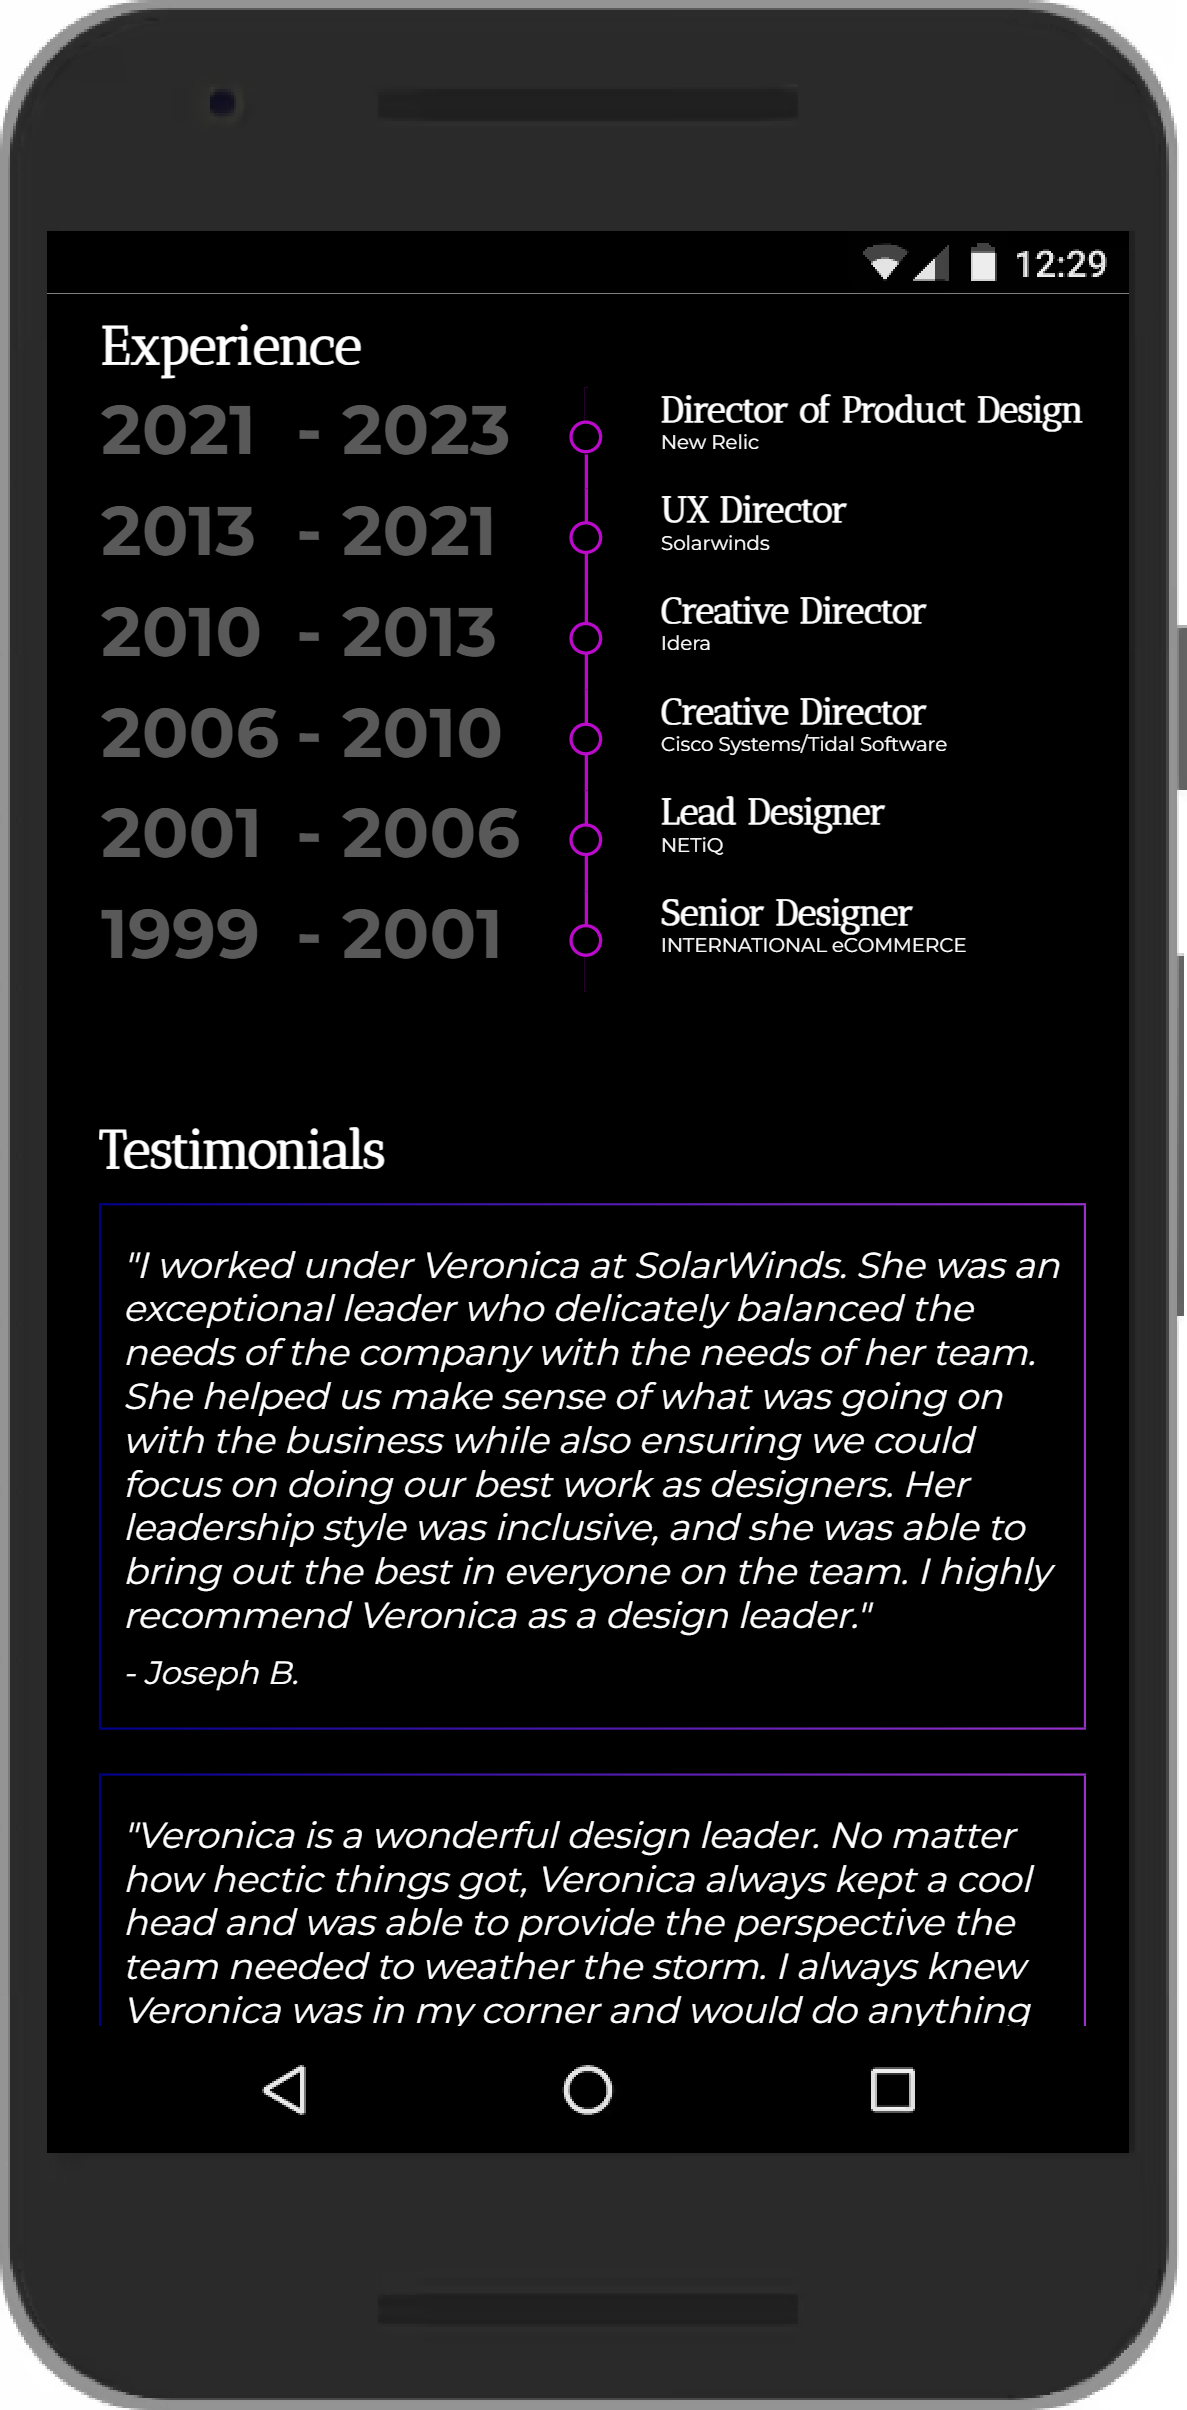 12:29
Experience
2021 - 2023
Director of Product Design
New Relic
2013 - 2021
UX Director
Solarwinds
2010 - 2013
Creative Director
Idera
2006 - 2010
Creative Director
Cisco Systems/Tidal Software
2001 - 2006
Lead Designer
NETiQ
1999 - 2001
Senior Designer
INTERNATIONAL eCOMMERCE
Testimonials
"I worked under Veronica at SolarWinds. She was an
exceptional leader who delicately balanced the
needs of the company with the needs of her team.
She helped us make sense of what was going on
with the business while also ensuring we could
focus on doing our best work as designers. Her
leadership style was inclusive, and she was able to
bring out the best in everyone on the team. I highly
recommend Veronica as a design leader."
- Joseph B.
"Veronica is a wonderful design leader. No matter
how hectic things got, Veronica always kept a cool
head and was able to provide the perspective the
team needed to weather the storm. I always knew
Veronica was in my corner and would do anything